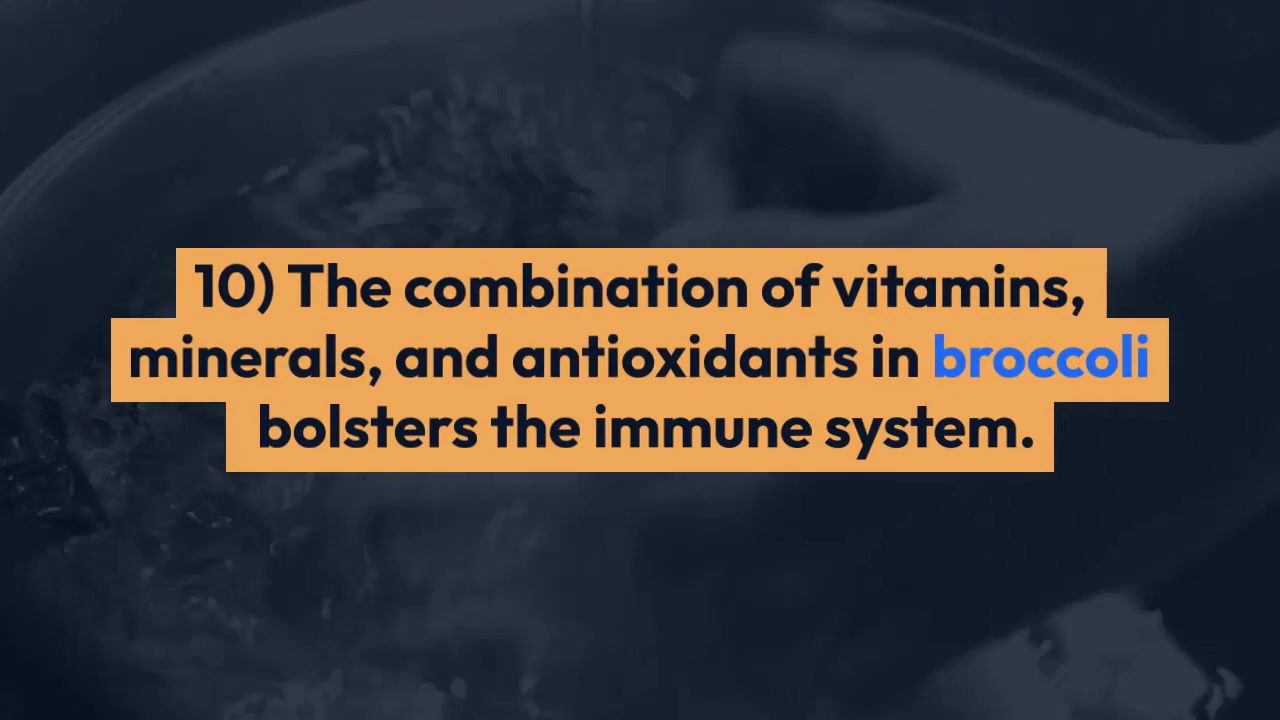 10) The combination of vitamins,
minerals, and antioxidants in broccoli
bolsters the immune system.